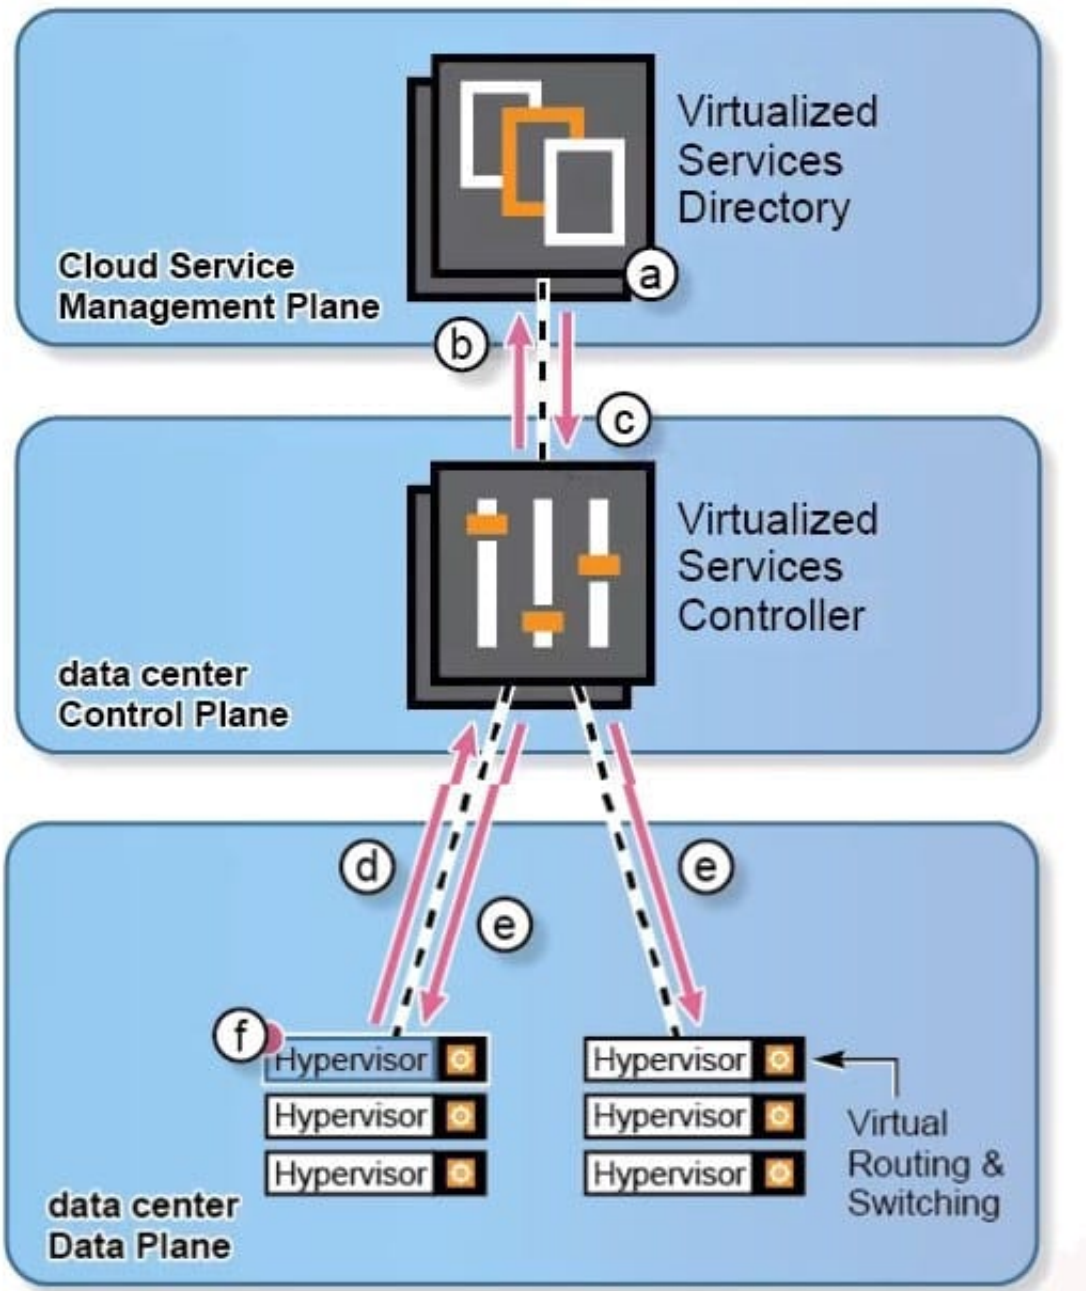 Virtualized
Services
Directory
a
Cloud Service
Management Plane
b
c
Virtualized
Services
Controller
data center
Control Plane
d
e
e
f
Hypervisor
Hypervisor
Hypervisor
Hypervisor
Hypervisor
Hypervisor
Virtual
Routing &
Switching
data center
Data Plane